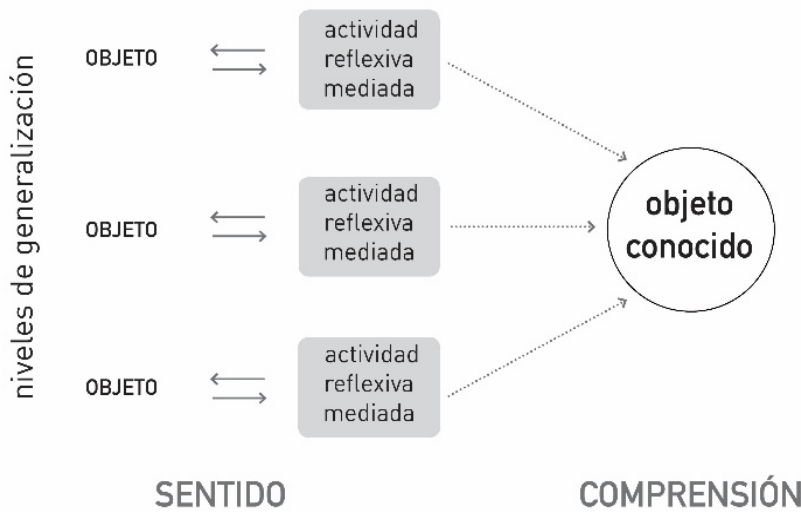 niveles de generalización
OBJETO
actividad
reflexiva
mediada
OBJETO
actividad
reflexiva
mediada
objeto
conocido
OBJETO
actividad
reflexiva
mediada
SENTIDO
COMPRENSIÓN